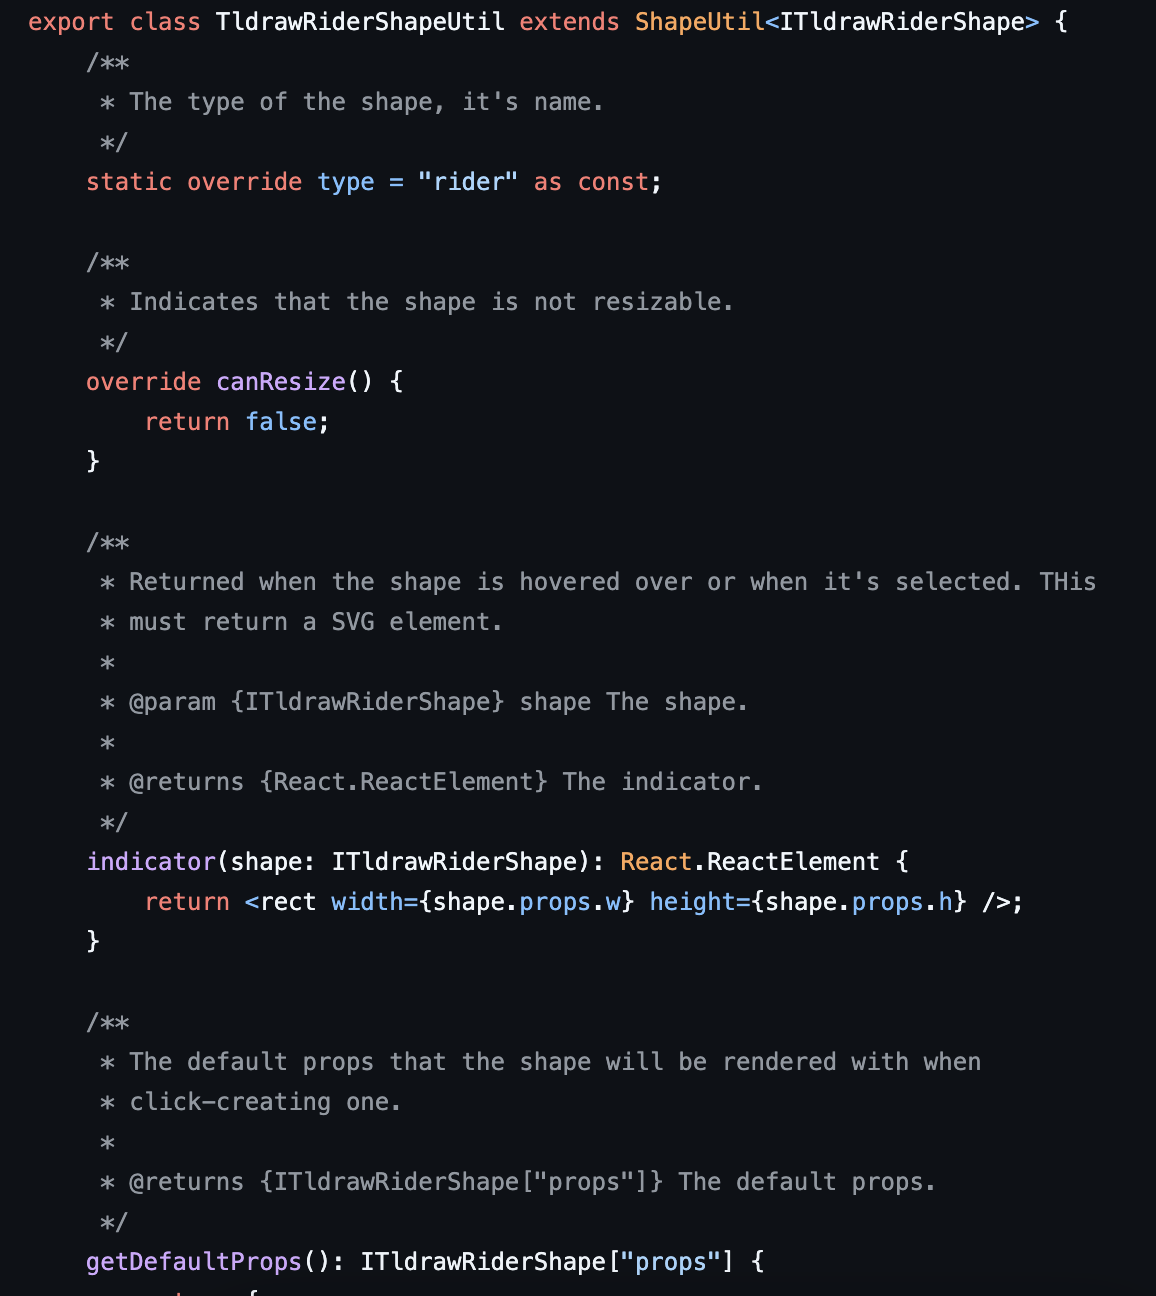 export class TldrawRiderShapeUtil extends ShapeUtil<ITldrawRiderShape> {
    /**
     * The type of the shape, it's name.
     */
    static override type = "rider" as const;

    /**
     * Indicates that the shape is not resizable.
     */
    override canResize() {
        return false;
    }

    /**
     * Returned when the shape is hovered over or when it's selected. THis
     * must return a SVG element.
     *
     * @param {ITldrawRiderShape} shape The shape.
     *
     * @returns {React.ReactElement} The indicator.
     */
    indicator(shape: ITldrawRiderShape): React.ReactElement {
        return <rect width={shape.props.w} height={shape.props.h} />;
    }

    /**
     * The default props that the shape will be rendered with when
     * click-creating one.
     *
     * @returns {ITldrawRiderShape["props"]} The default props.
     */
    getDefaultProps(): ITldrawRiderShape["props"] {